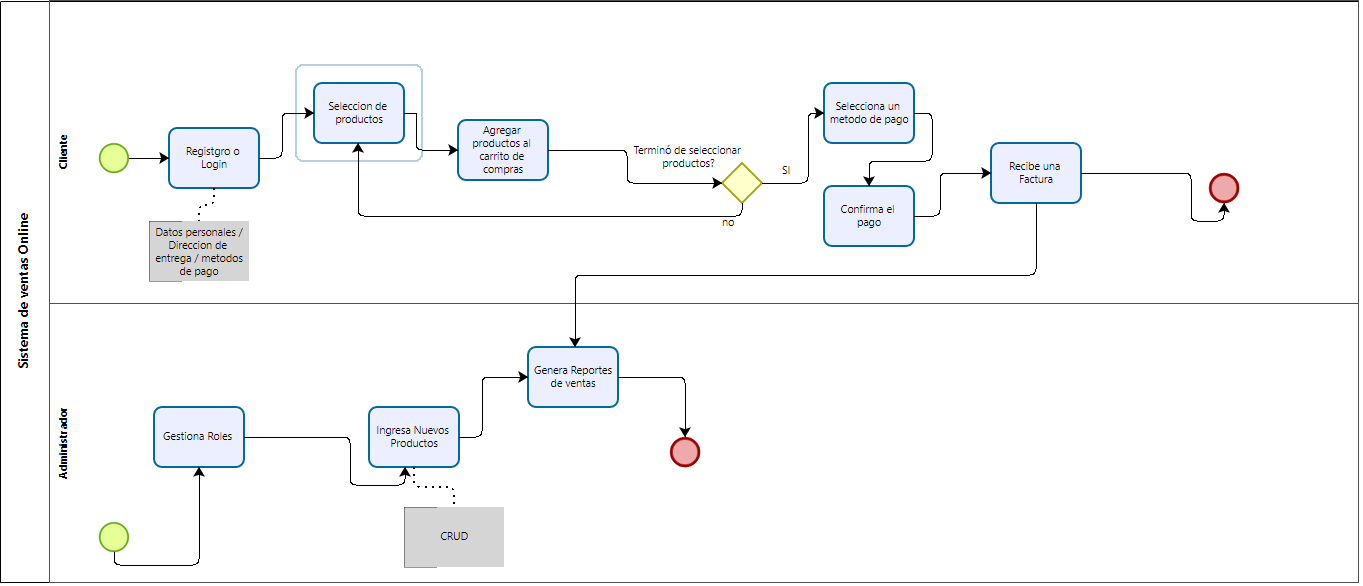 Sistema de ventas Online
Cliente
Registgro o
Login
Datos personales /
Direccion de
entrega / metodos
de pago
Seleccion de
productos
Agregar
productos al
carrito de
compras
Terminó de seleccionar
productos?
SI
no
Selecciona un
metodo de pago
Confirma el
pago
Recibe una
Factura
Administrador
Gestiona Roles
Ingresa Nuevos
Productos
CRUD
Genera Reportes
de ventas